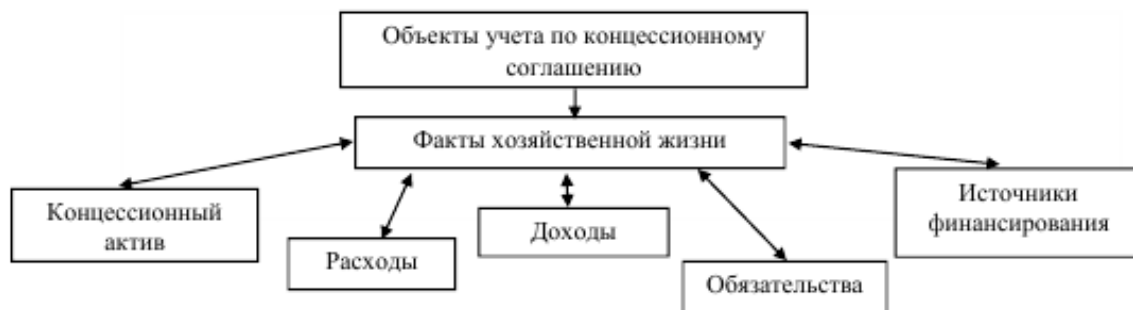 Объекты учета по концессионному
соглашению
Факты хозяйственной жизни
Концессионный
актив
Расходы
Доходы
Обязательства
Источники
финансирования